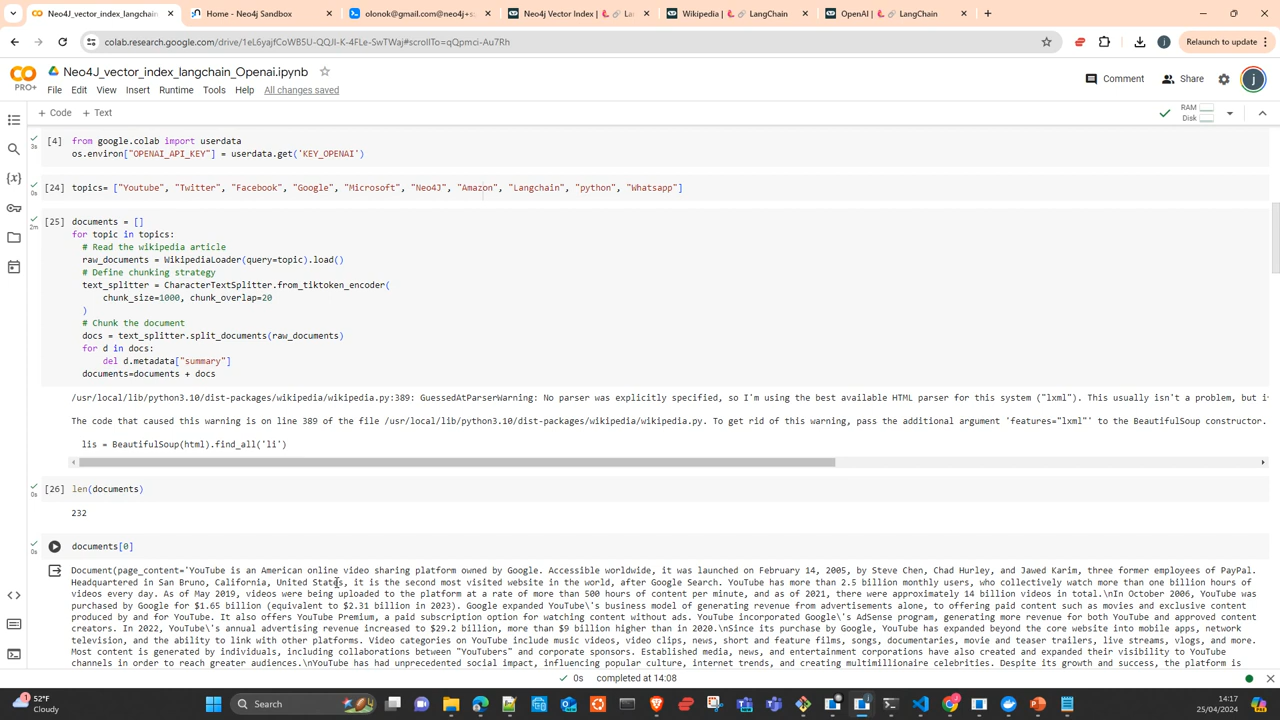 Neo4J_vector_index_langchain_
Home - Neo4j Sandbox
olonok@gmail.com@neo4j+s:
Neo4j Vector Index | 🦜️🔗 La
Wikipedia | 🦜️🔗 LangChain
OpenAI | 🦜️🔗 LangChain
colab.research.google.com/drive/1eL6yajfCoWB5U-QQJI-K-4FLe-SwTWaj#scrollTo=qQpmci-Au7Rh
Relaunch to update
PRO+
Neo4J_vector_index_langchain_Openai.ipynb
File Edit View Insert Runtime Tools Help All changes saved
Comment
Share
+ Code + Text
RAM
Disk
[4] from google.colab import userdata
3s
os.environ["OPENAI_API_KEY"] = userdata.get('KEY_OPENAI')
[24] topics= ["Youtube", "Twitter", "Facebook", "Google", "Microsoft", "Neo4J", "Amazon", "Langchain", "python", "Whatsapp"]
0s
[25] documents = []
2m
for topic in topics:
# Read the wikipedia article
raw_documents = WikipediaLoader(query=topic).load()
# Define chunking strategy
text_splitter = CharacterTextSplitter.from_tiktoken_encoder(
chunk_size=1000, chunk_overlap=20
)
# Chunk the document
docs = text_splitter.split_documents(raw_documents)
for d in docs:
del d.metadata["summary"]
documents=documents + docs
/usr/local/lib/python3.10/dist-packages/wikipedia/wikipedia.py:389: GuessedAtParserWarning: No parser was explicitly specified, so I'm using the best available HTML parser for this system ("lxml"). This usually isn't a problem, but i
The code that caused this warning is on line 389 of the file /usr/local/lib/python3.10/dist-packages/wikipedia/wikipedia.py. To get rid of this warning, pass the additional argument 'features="lxml"' to the BeautifulSoup constructor.
lis = BeautifulSoup(html).find_all('li')
[26] len(documents)
0s
232
documents[0]
0s
Document(page_content='YouTube is an American online video sharing platform owned by Google. Accessible worldwide, it was launched on February 14, 2005, by Steve Chen, Chad Hurley, and Jawed Karim, three former employees of PayPal.
Headquartered in San Bruno, California, United States, it is the second most visited website in the world, after Google Search. YouTube has more than 2.5 billion monthly users, who collectively watch more than one billion hours of
videos every day. As of May 2019, videos were being uploaded to the platform at a rate of more than 500 hours of content per minute, and as of 2021, there were approximately 14 billion videos in total.\nIn October 2006, YouTube was
purchased by Google for $1.65 billion (equivalent to $2.31 billion in 2023). Google expanded YouTube\'s business model of generating revenue from advertisements alone, to offering paid content such as movies and exclusive content
produced by and for YouTube. It also offers YouTube Premium, a paid subscription option for watching content without ads. YouTube incorporated Google\'s AdSense program, generating more revenue for both YouTube and approved content
creators. In 2022, YouTube\'s annual advertising revenue increased to $29.2 billion, more than $9 billion higher than in 2020.\nSince its purchase by Google, YouTube has expanded beyond the core website into mobile apps, network
television, and the ability to link with other platforms. Video categories on YouTube include music videos, video clips, news, short and feature films, songs, documentaries, movie and teaser trailers, live streams, vlogs, and more.
Most content is generated by individuals, including collaborations between "YouTubers" and corporate sponsors. Established media, news, and entertainment corporations have also created and expanded their visibility to YouTube
channels in order to reach greater audiences.\nYouTube has had unprecedented social impact, influencing popular culture, internet trends, and creating multimillionaire celebrities. Despite its growth and success, the platform is
0s completed at 14:08
52°F
Cloudy
Search
14:17
25/04/2024